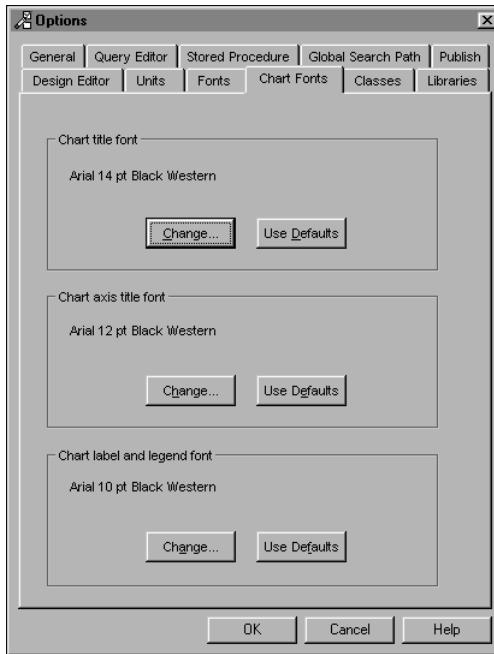 Options
General Query Editor Stored Procedure Global Search Path Publish
Design Editor Units Fonts Chart Fonts Classes Libraries
Chart title font
Arial 14 pt Black Western
Change... Use Defaults
Chart axis title font
Arial 12 pt Black Western
Change... Use Defaults
Chart label and legend font
Arial 10 pt Black Western
Change... Use Defaults
OK Cancel Help